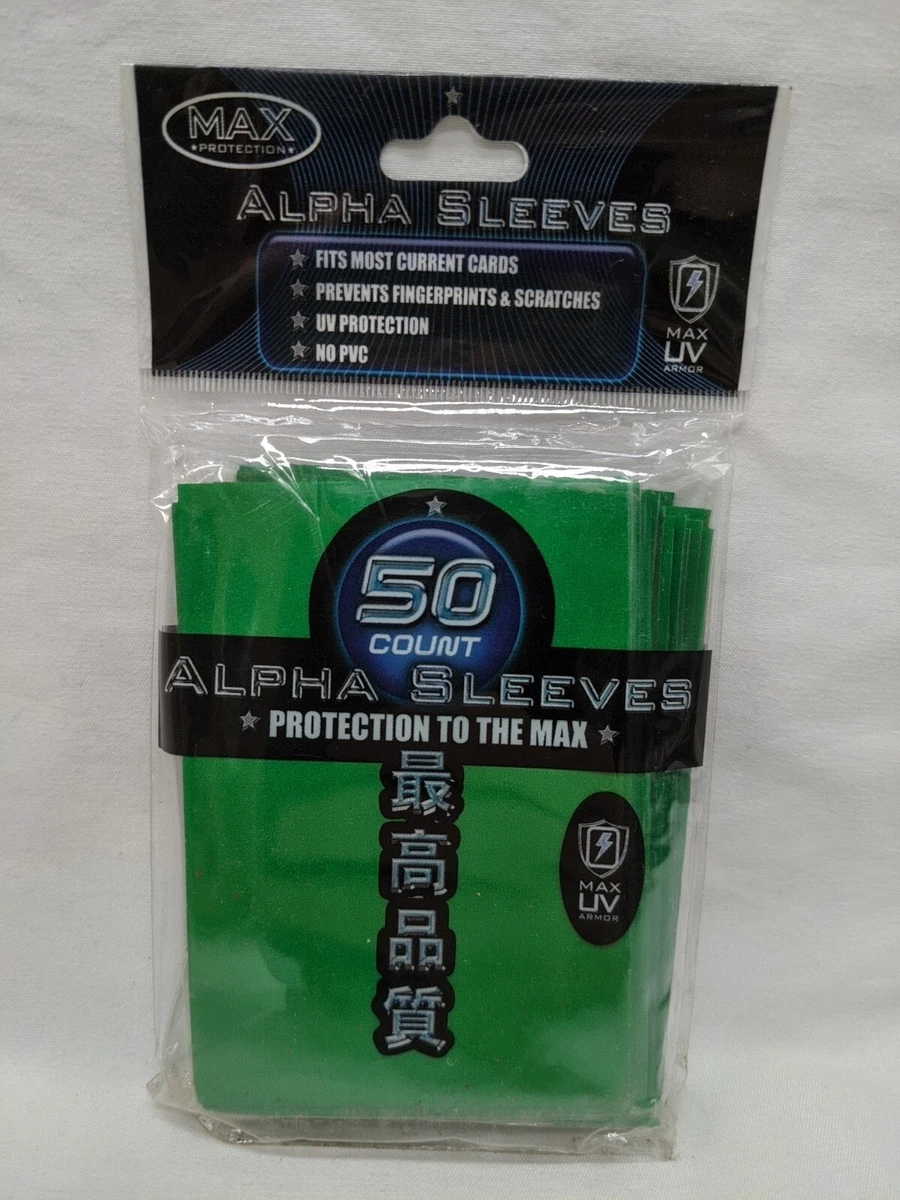 MAX
PROTECTION
ALPHA SLEEVES
FITS MOST CURRENT CARDS
PREVENTS FINGERPRINTS & SCRATCHES
UV PROTECTION
NO PVC
MAX
UV
ARMOR
50
COUNT
ALPHA SLEEVES
PROTECTION TO THE MAX
最高品質
MAX
UV
ARMOR